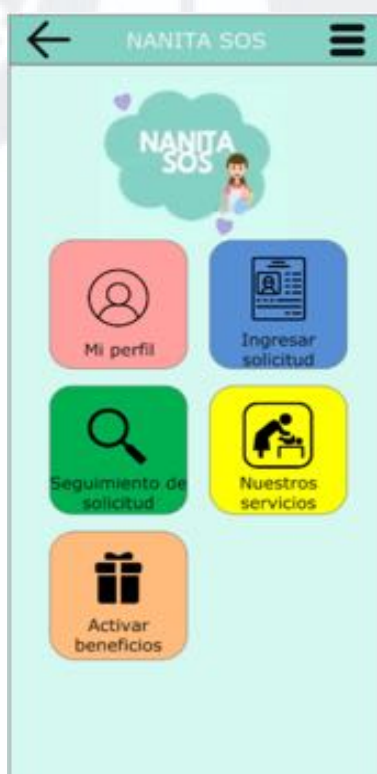 NANITA SOS
NANITA
SOS
Mi perfil
Ingresar
solicitud
Seguimiento de
solicitud
Nuestros
servicios
Activar
beneficios